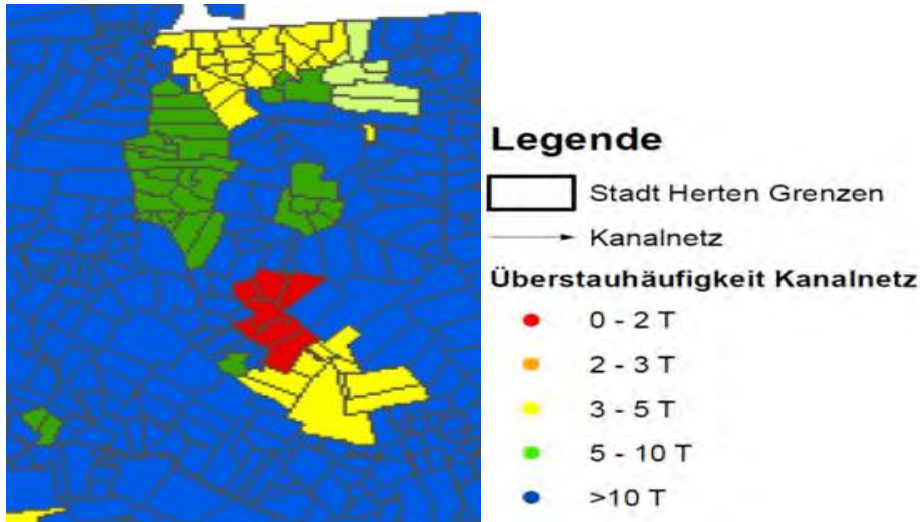 Legende
Stadt Herten Grenzen
Kanalnetz
Überstauhäufigkeit Kanalnetz
0 - 2 T
2 - 3 T
3 - 5 T
5 - 10 T
>10 T